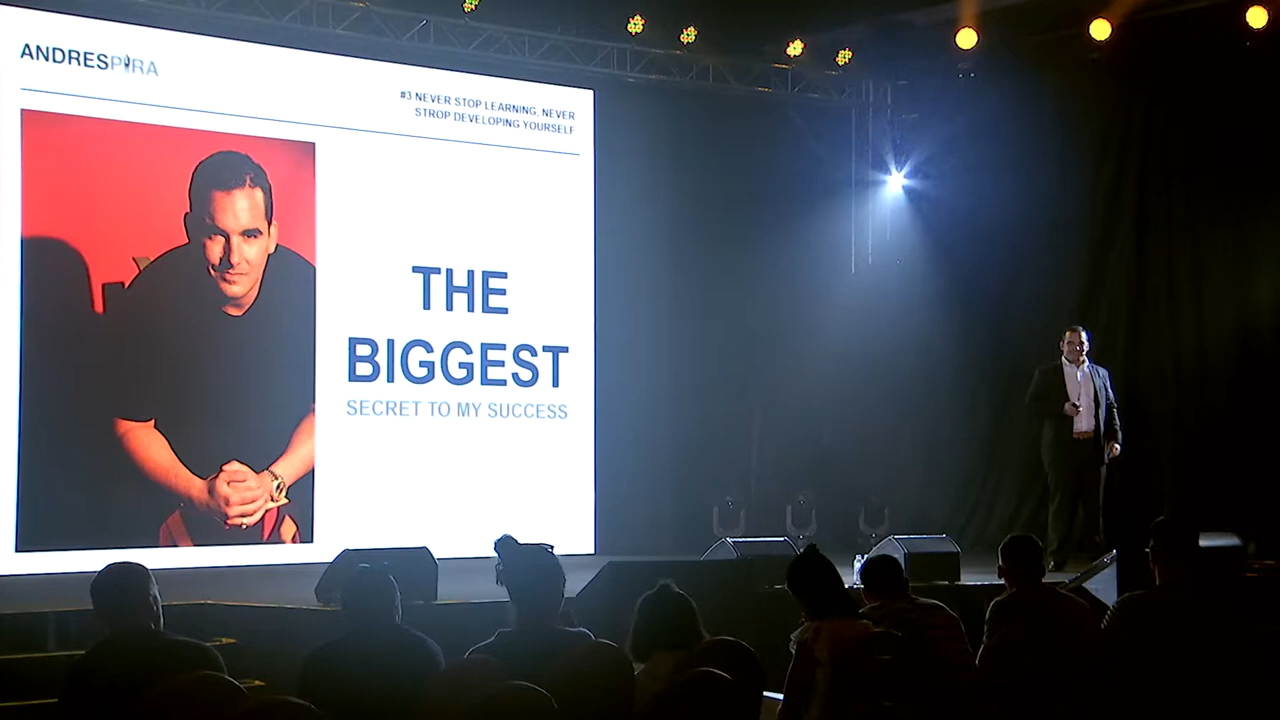 ANDRESPIRA
#3 NEVER STOP LEARNING, NEVER
STROP DEVELOPING YOURSELF
THE
BIGGEST
SECRET TO MY SUCCESS